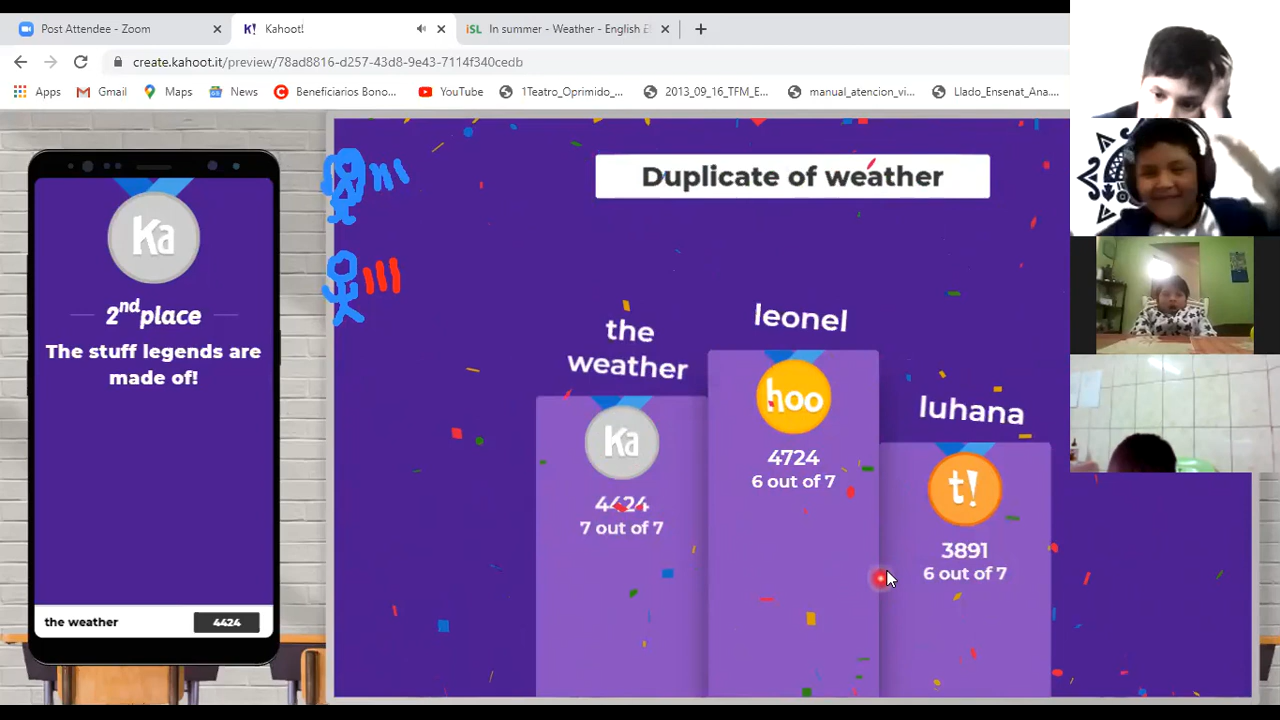 Post Attendee - Zoom
K! Kahoot!
iSL In summer - Weather - English ES
create.kahoot.it/preview/78ad8816-d257-43d8-9e43-7114f340cedb
Apps Gmail Maps News Beneficiarios Bono... YouTube 1Teatro_Oprimido_... 2013_09_16_TFM_E... manual_atencion_vi... Llado_Ensenat_Ana....
Ka
2nd place
The stuff legends are
made of!
the weather 4424
Duplicate of weather
leonel
hoo
4724
6 out of 7
the
weather
Ka
4424
7 out of 7
luhana
t!
3891
6 out of 7